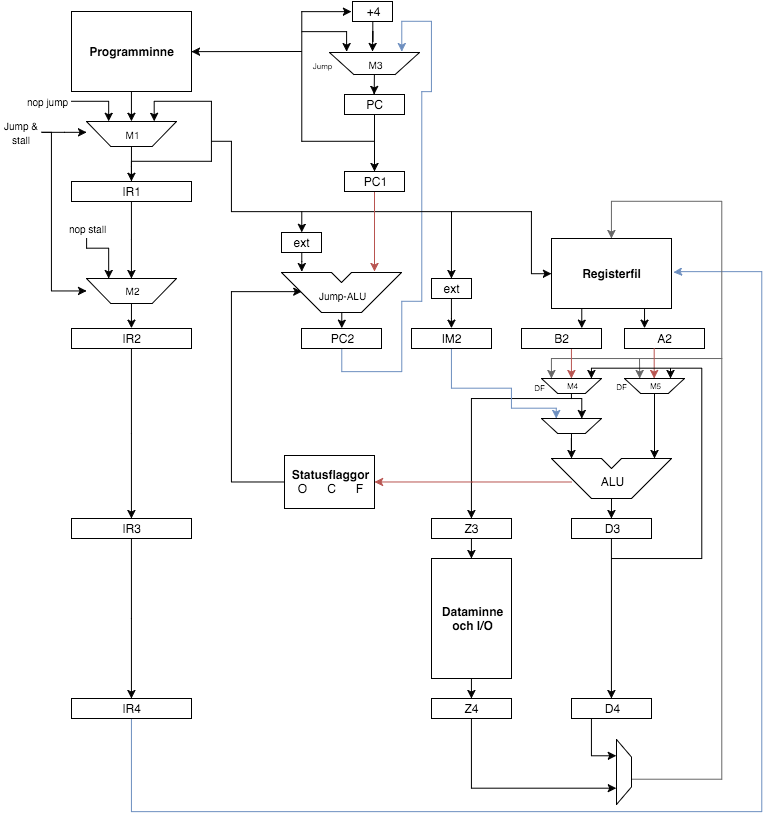 +4
Programminne
Jump
M3
nop jump
PC
Jump &
stall
M1
PC1
IR1
nop stall
ext
Registerfil
M2
Jump-ALU
ext
IR2
PC2
IM2
B2
A2
DF
M4
DF
M5
Statusflaggor
O C F
ALU
IR3
Z3
D3
Dataminne
och I/O
IR4
Z4
D4